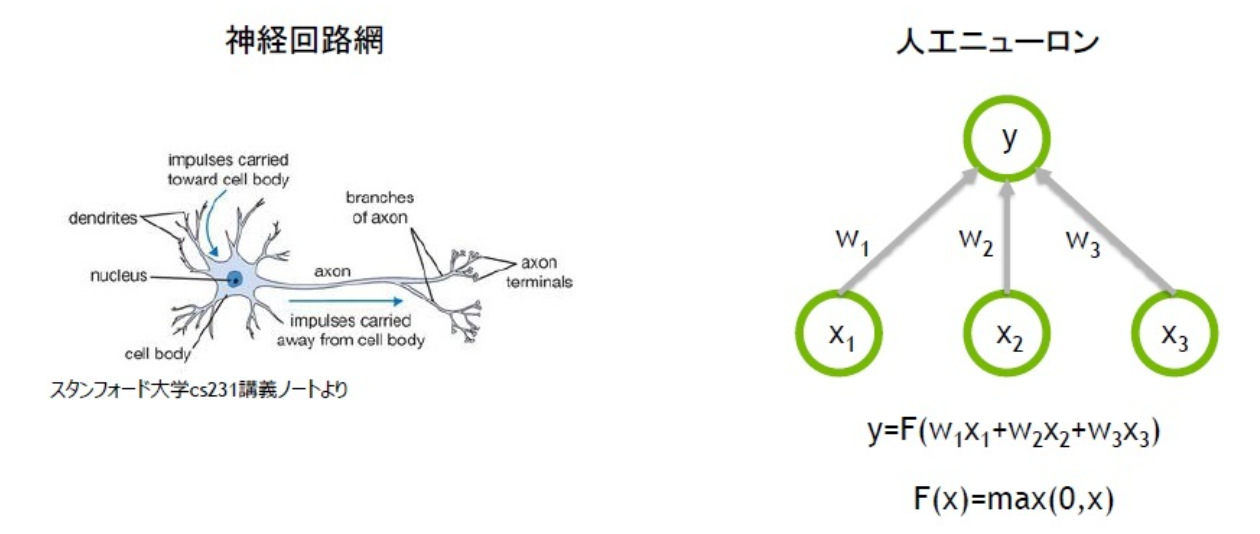 神経回路網
impulses carried
toward cell body
dendrites
nucleus
cell body
axon
impulses carried
away from cell body
branches
of axon
axon
terminals
スタンフォード大学cs231講義ノートより
人工ニューロン
y
w₁
w₂
w₃
x₁
x₂
x₃
y=F(w₁x₁+w₂x₂+w₃x₃)
F(x)=max(0,x)